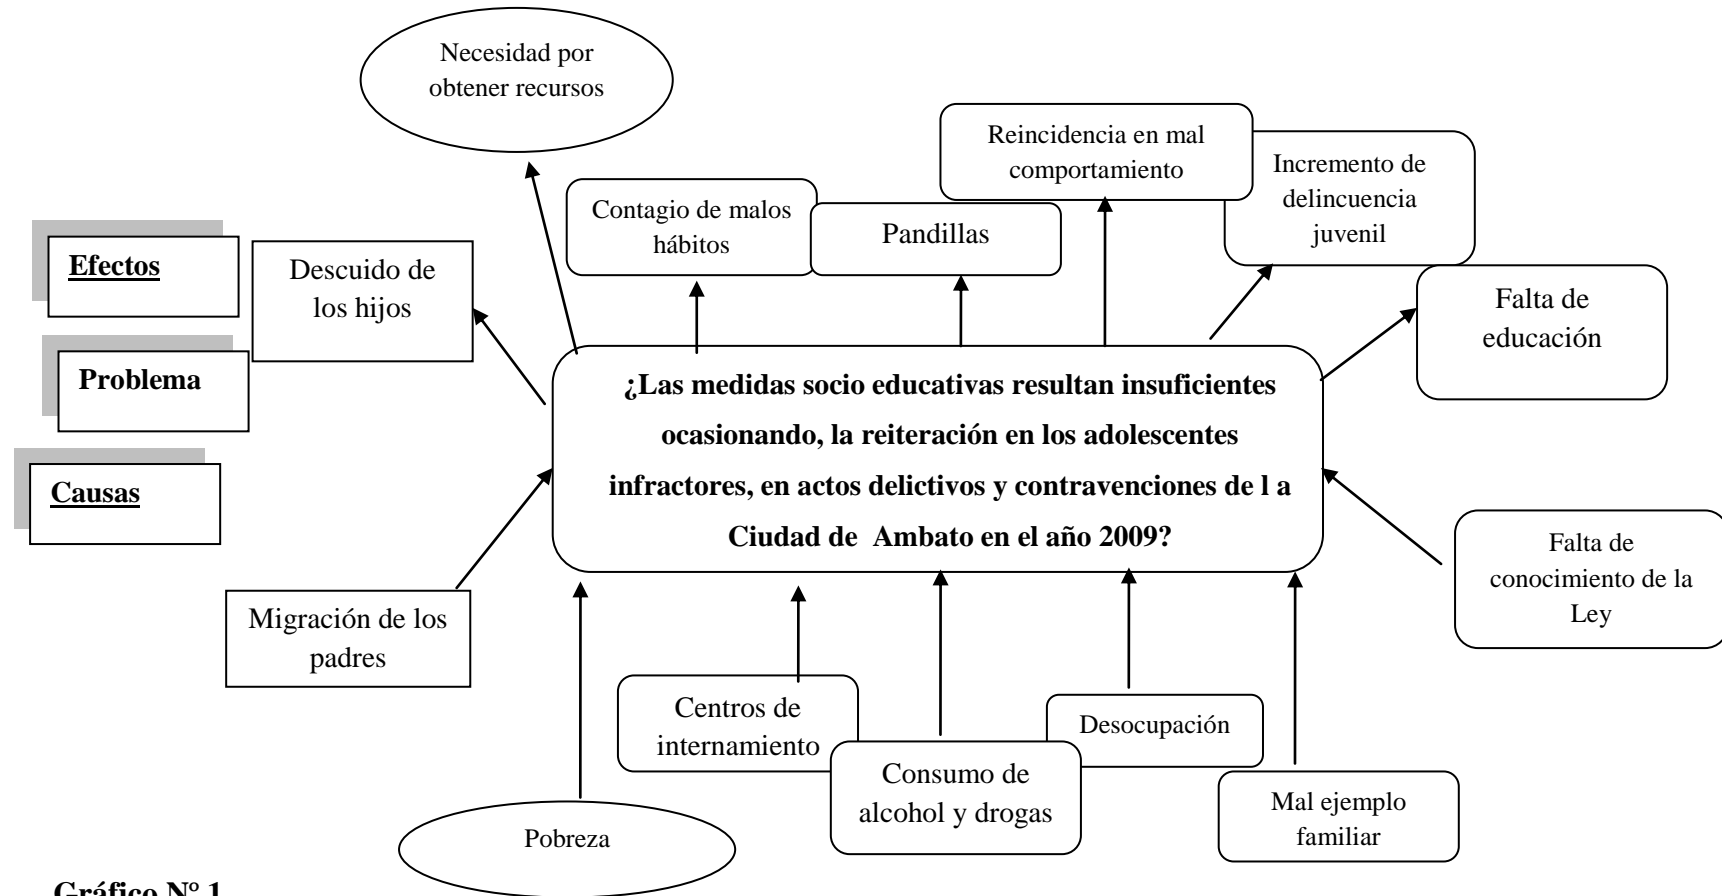 Necesidad por
obtener recursos
Reincidencia en mal
comportamiento
Incremento de
delincuencia
juvenil
Contagio de malos
hábitos
Pandillas
Efectos
Descuido de
los hijos
Falta de
educación
Problema
¿Las medidas socio educativas resultan insuficientes
ocasionando, la reiteración en los adolescentes
infractores, en actos delictivos y contravenciones de l a
Ciudad de Ambato en el año 2009?
Causas
Falta de
conocimiento de la
Ley
Migración de los
padres
Centros de
internamiento
Desocupación
Consumo de
alcohol y drogas
Mal ejemplo
familiar
Pobreza
Gráfico Nº 1